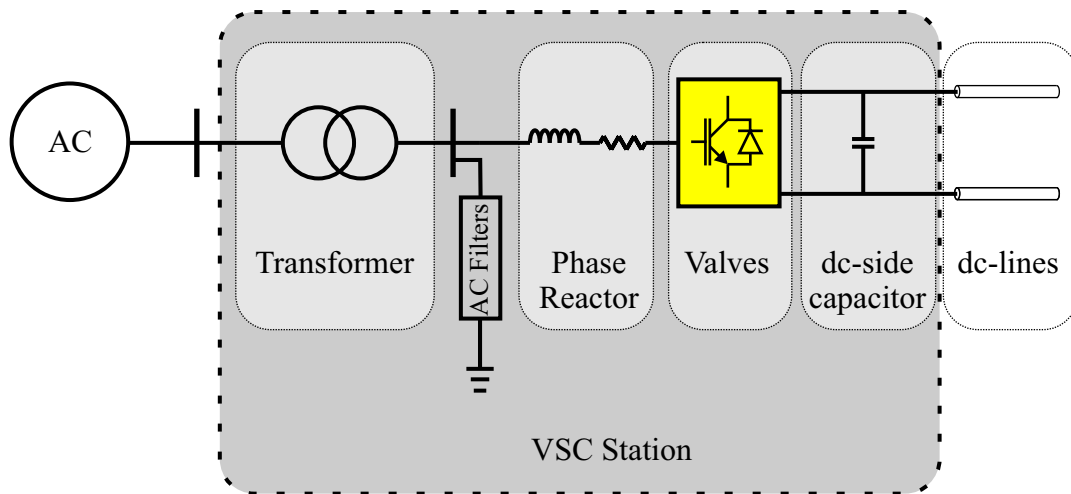 AC
Transformer
AC Filters
Phase
Reactor
Valves
dc-side
capacitor
dc-lines
VSC Station